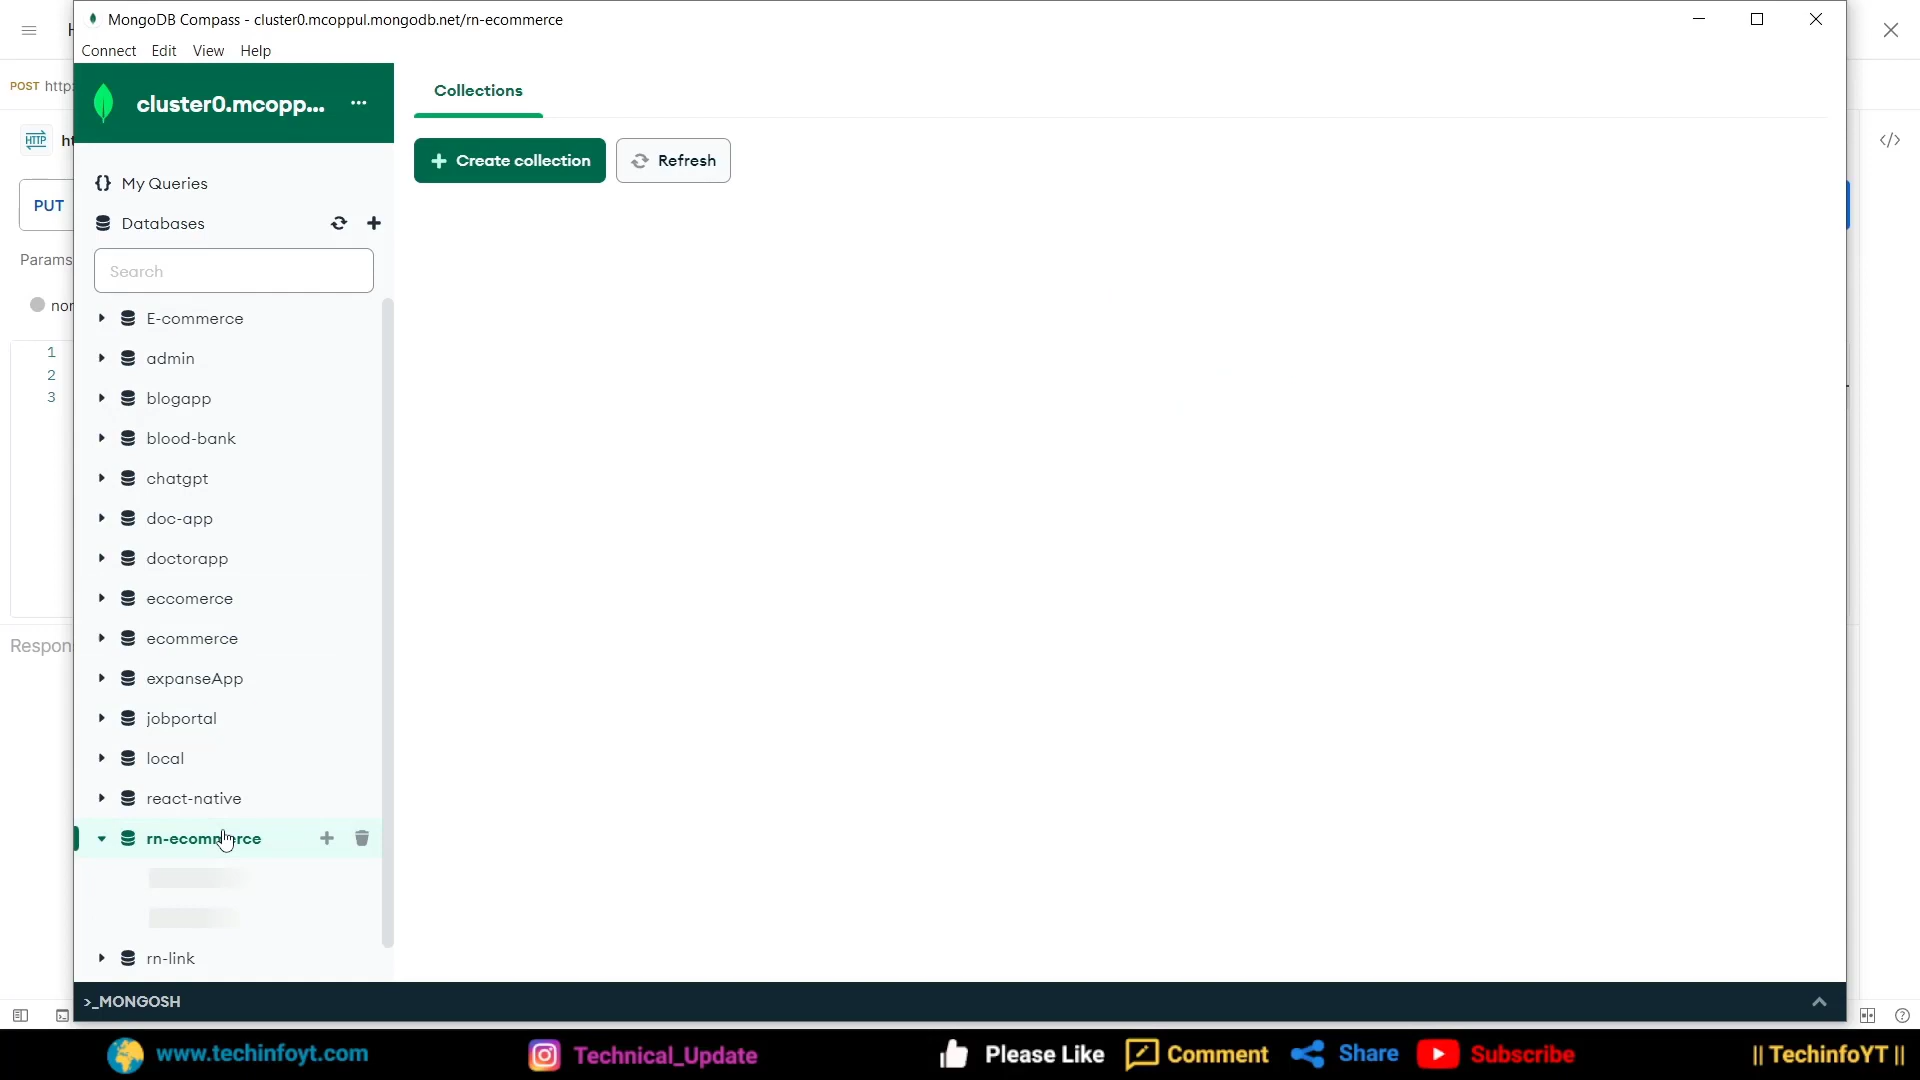 MongoDB Compass - cluster0.mcoppul.mongodb.net/rn-ecommerce
Connect Edit View Help
POST http:
cluster0.mcopp... ...
Collections
HTTP
+ Create collection
Refresh
</>
{} My Queries
PUT
Databases
Params
Search
E-commerce
1
admin
2
3
blogapp
blood-bank
chatgpt
doc-app
doctorapp
eccomerce
ecommerce
Respon
expanseApp
jobportal
local
react-native
rn-ecommerce
rn-link
>_MONGOSH
www.techinfoyt.com Technical_Update Please Like Comment Share Subscribe || TechinfoYT ||